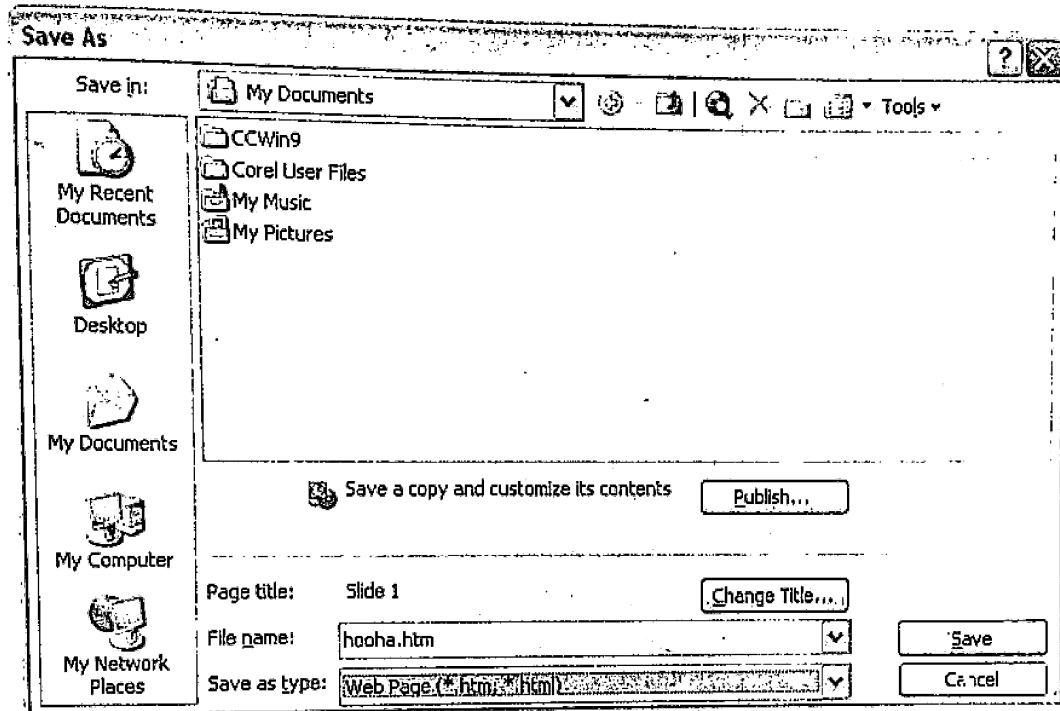 Save As
?
Save in:
My Documents
Tools
CCWin9
Corel User Files
My Music
My Pictures
My Recent
Documents
Desktop
My Documents
My Computer
My Network
Places
Save a copy and customize its contents
Publish...
Page title:
Slide 1
Change Title...
File name:
hooha.htm
Save
Save as type:
Web Page (*.htm; *.html)
Cancel